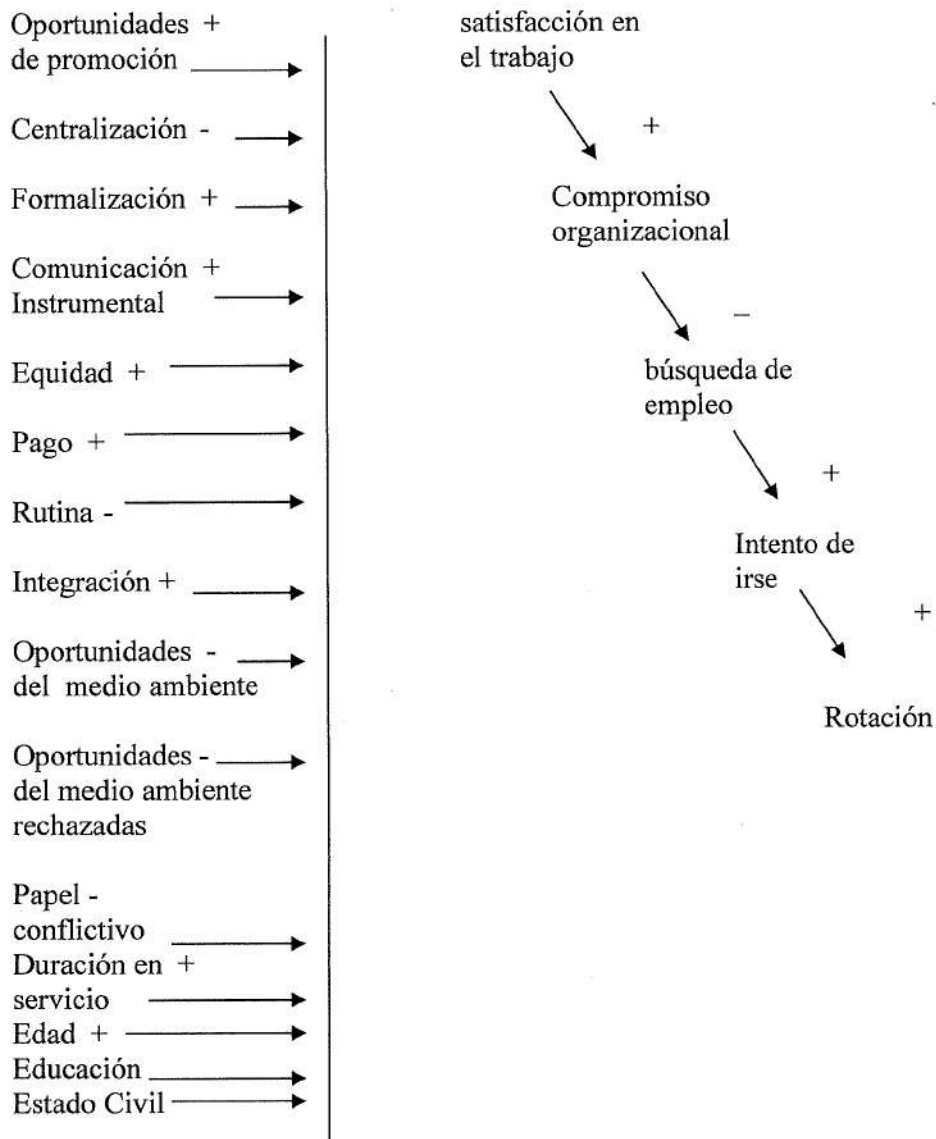 Oportunidades +
de promoción
Centralización -
Formalización +
Comunicación +
Instrumental
Equidad +
Pago +
Rutina -
Integración +
Oportunidades -
del medio ambiente
Oportunidades -
del medio ambiente
rechazadas
Papel -
conflictivo
Duración en +
servicio
Edad +
Educación
Estado Civil
satisfacción en
el trabajo
+
Compromiso
organizacional
–
búsqueda de
empleo
+
Intento de
irse
+
Rotación